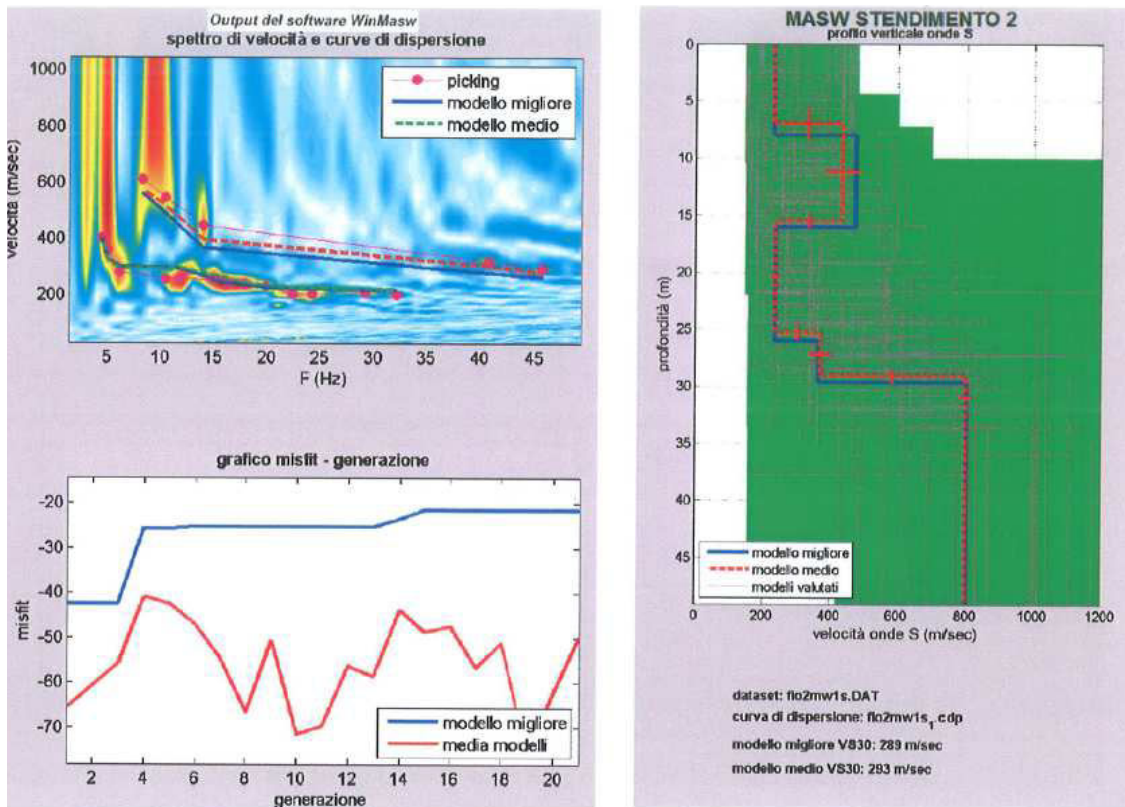 Output del software WinMasw
spettro di velocità e curve di dispersione
1000
800
600
400
200
velocità (m/sec)
picking
modello migliore
modello medio
5
10
15
20
25
30
35
40
45
F (Hz)
grafico misfit - generazione
-20
-30
-40
-50
-60
-70
misfit
modello migliore
media modelli
2
4
6
8
10
12
14
16
18
20
generazione
MASW STENDIMENTO 2
profilo verticale onde S
0
5
10
15
20
25
30
35
40
45
profondità (m)
modello migliore
modello medio
modelli valutati
0
200
400
600
800
1000
1200
velocità onde S (m/sec)
dataset: flo2mw1s.DAT
curva di dispersione: flo2mw1s_1.cdp
modello migliore VS30: 289 m/sec
modello medio VS30: 293 m/sec